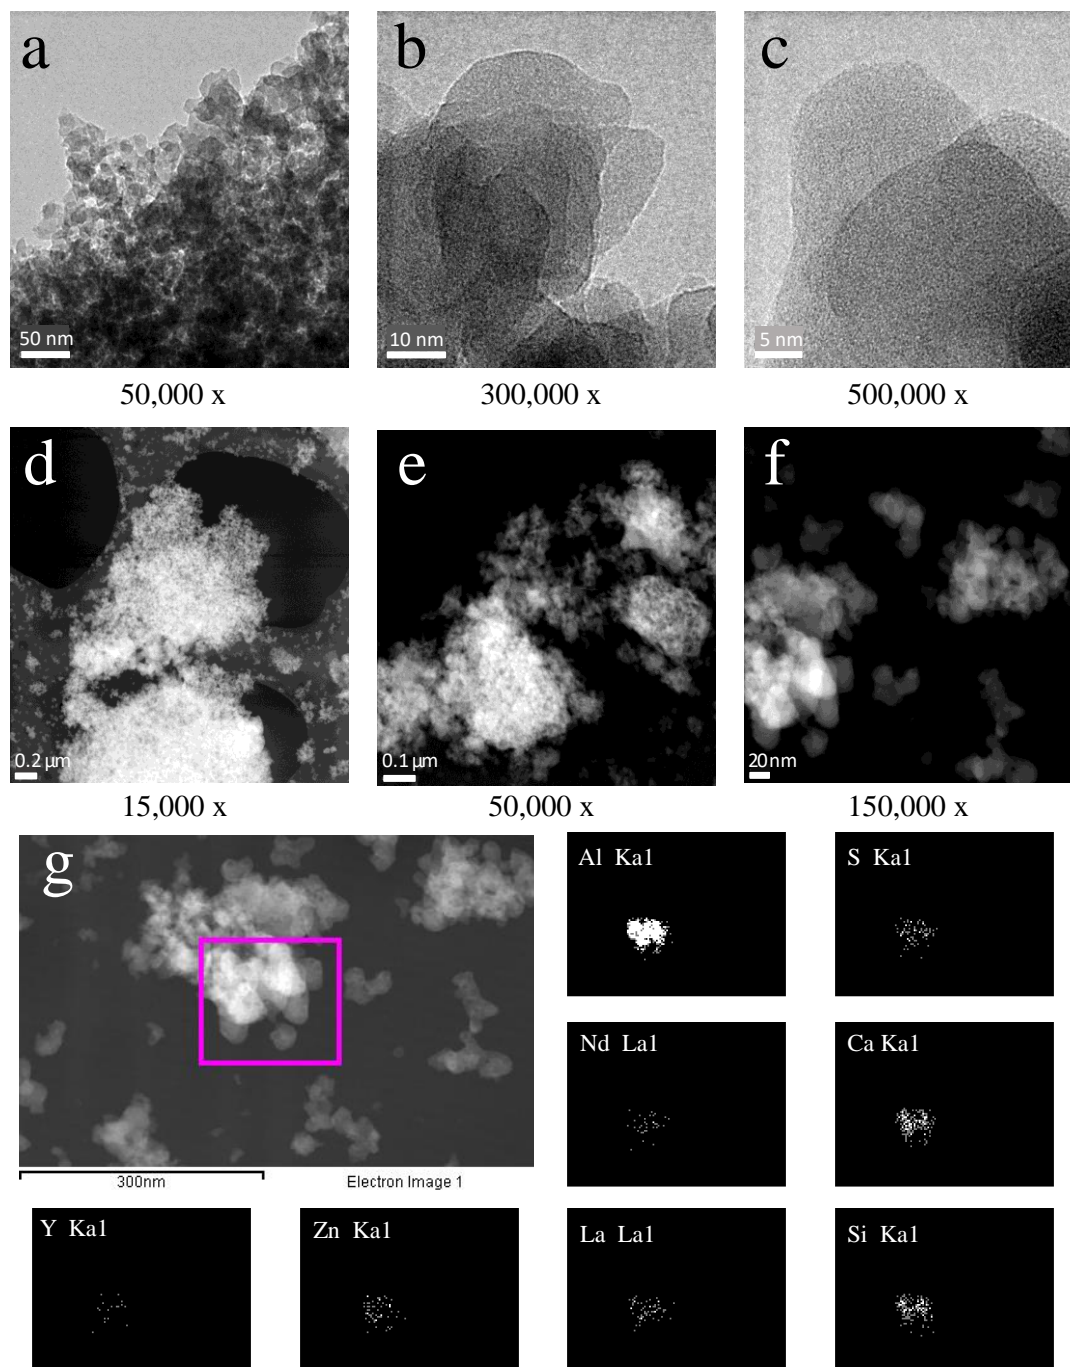 a
b
c
50 nm
10 nm
5 nm
50,000 x
300,000 x
500,000 x
d
e
f
0.2 μm
0.1 μm
20nm
15,000 x
50,000 x
150,000 x
g
Al Ka1
S Ka1
Nd La1
Ca Ka1
300nm
Electron Image 1
Y Ka1
Zn Ka1
La La1
Si Ka1